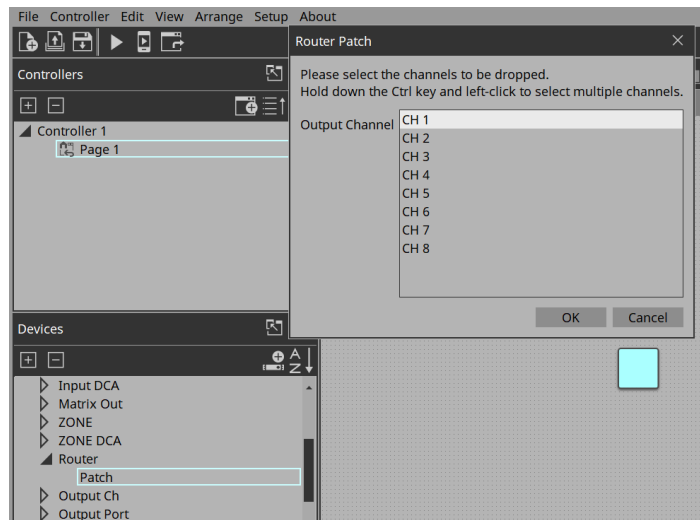 File Controller Edit View Arrange Setup About
Router Patch
Controllers
Please select the channels to be dropped.
Hold down the Ctrl key and left-click to select multiple channels.
Output Channel
CH 1
CH 2
CH 3
CH 4
CH 5
CH 6
CH 7
CH 8
OK Cancel
Controller 1
Page 1
Devices
A
Z
Input DCA
Matrix Out
ZONE
ZONE DCA
Router
Patch
Output Ch
Output Port